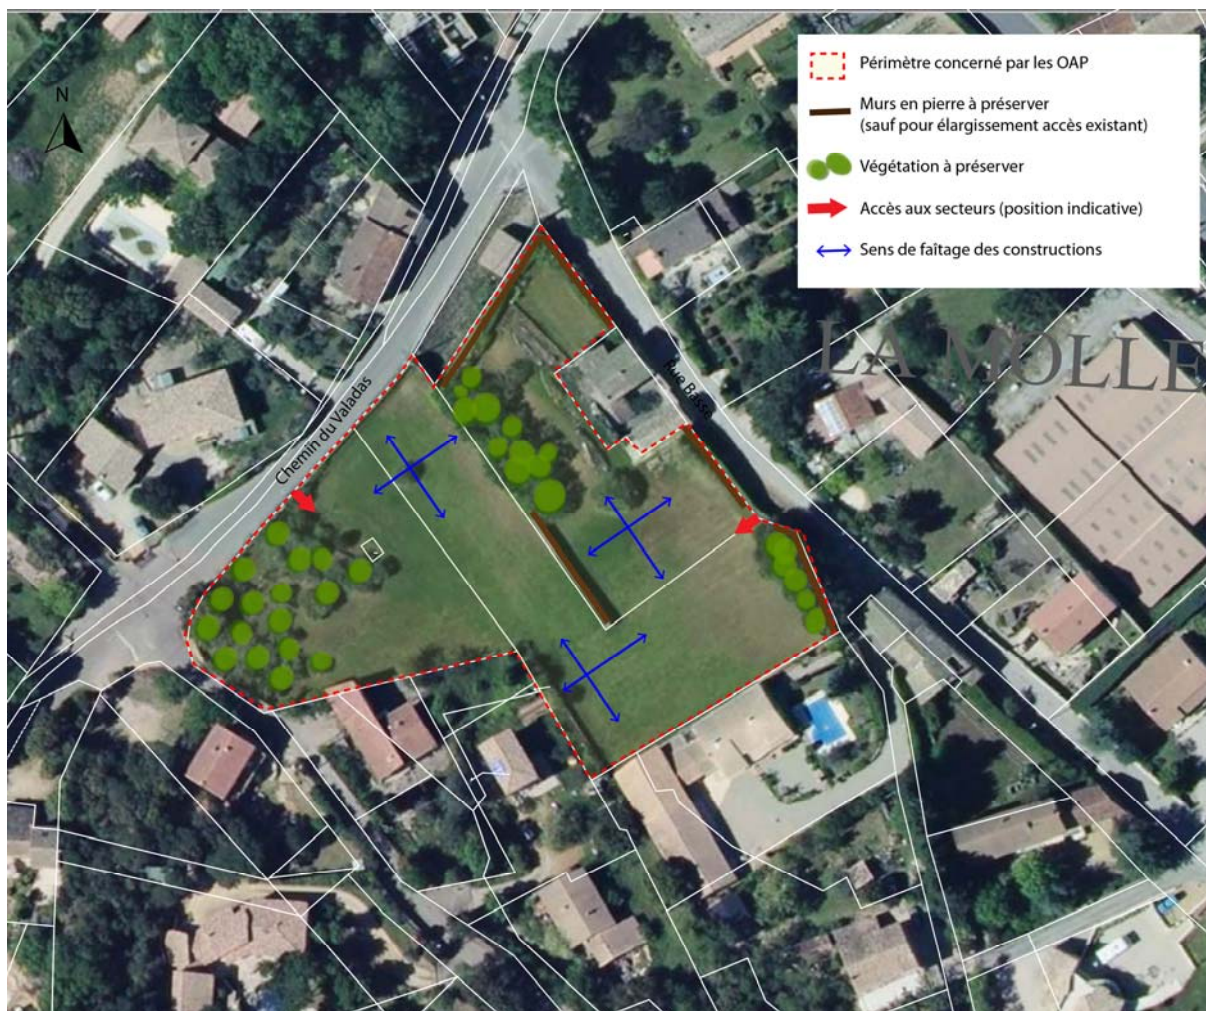 N
Périmètre concerné par les OAP
Murs en pierre à préserver
(sauf pour élargissement accès existant)
Végétation à préserver
Accès aux secteurs (position indicative)
Sens de faîtage des constructions
LA MOLLE
Rue Basse
Chemin du Valadas